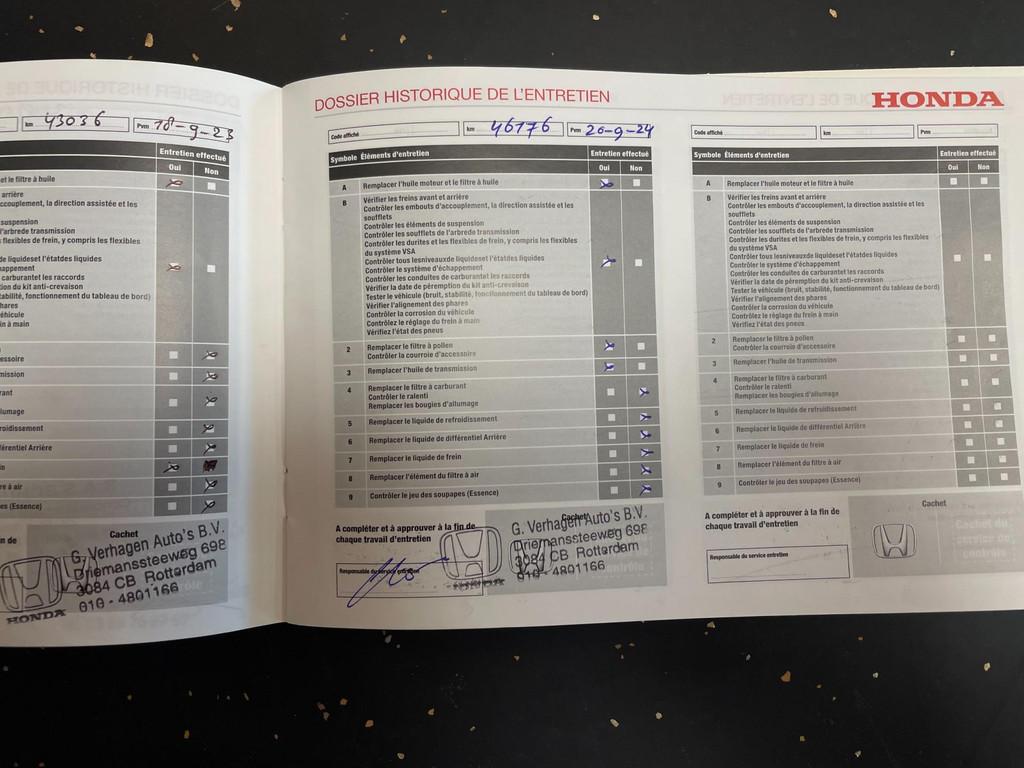 km 43036
Pvm 18-9-23
Entretien effectué
Oui Non
et le filtre à huile
arrière
accouplement, la direction assistée et les
suspension
l'arbrede transmission
flexibles de frein, y compris les flexibles
de liquideset l'étatdes liquides
happement
carburantet les raccords
tion du kit anti-crevaison
tabilité, fonctionnement du tableau de bord)
hares
éhicule
in à main
essoire
mission
rant
llumage
roidissement
férentiel Arrière
in
re à air
es (Essence)
n de
Cachet
G. Verhagen Auto's B.V.
Driemanssteeweg 698
3084 CB Rotterdam
010 - 4801166
HONDA
DOSSIER HISTORIQUE DE L'ENTRETIEN
Code affiché
km 46176
Pvm 20-9-24
Symbole Éléments d'entretien Entretien effectué
Oui Non
A Remplacer l'huile moteur et le filtre à huile
B Vérifier les freins avant et arrière
Contrôler les embouts d'accouplement, la direction assistée et les
soufflets
Contrôler les éléments de suspension
Contrôler les soufflets de l'arbrede transmission
Contrôler les durites et les flexibles de frein, y compris les flexibles
du système VSA
Contrôler tous lesniveauxde liquideset l'étatdes liquides
Contrôler le système d'échappement
Contrôler les conduites de carburantet les raccords
Vérifier la date de péremption du kit anti-crevaison
Tester le véhicule (bruit, stabilité, fonctionnement du tableau de bord)
Vérifier l'alignement des phares
Contrôler la corrosion du véhicule
Contrôlez le réglage du frein à main
Vérifiez l'état des pneus
2 Remplacer le filtre à pollen
Contrôler la courroie d'accessoire
3 Remplacer l'huile de transmission
4 Remplacer le filtre à carburant
Contrôler le ralenti
Remplacer les bougies d'allumage
5 Remplacer le liquide de refroidissement
6 Remplacer le liquide de différentiel Arrière
7 Remplacer le liquide de frein
8 Remplacer l'élément du filtre à air
9 Contrôler le jeu des soupapes (Essence)
A compléter et à approuver à la fin de
chaque travail d'entretien
Responsable du service entretien
Cachet
G. Verhagen Auto's B.V.
Driemanssteeweg 698
3084 CB Rotterdam
010 - 4801166
HONDA
HONDA
Code affiché
km
Pvm
Symbole Éléments d'entretien Entretien effectué
Oui Non
A Remplacer l'huile moteur et le filtre à huile
B Vérifier les freins avant et arrière
Contrôler les embouts d'accouplement, la direction assistée et les
soufflets
Contrôler les éléments de suspension
Contrôler les soufflets de l'arbrede transmission
Contrôler les durites et les flexibles de frein, y compris les flexibles
du système VSA
Contrôler tous lesniveauxde liquideset l'étatdes liquides
Contrôler le système d'échappement
Contrôler les conduites de carburantet les raccords
Vérifier la date de péremption du kit anti-crevaison
Tester le véhicule (bruit, stabilité, fonctionnement du tableau de bord)
Vérifier l'alignement des phares
Contrôler la corrosion du véhicule
Contrôlez le réglage du frein à main
Vérifiez l'état des pneus
2 Remplacer le filtre à pollen
Contrôler la courroie d'accessoire
3 Remplacer l'huile de transmission
4 Remplacer le filtre à carburant
Contrôler le ralenti
Remplacer les bougies d'allumage
5 Remplacer le liquide de refroidissement
6 Remplacer le liquide de différentiel Arrière
7 Remplacer le liquide de frein
8 Remplacer l'élément du filtre à air
9 Contrôler le jeu des soupapes (Essence)
A compléter et à approuver à la fin de
chaque travail d'entretien
Responsable du service entretien
Cachet